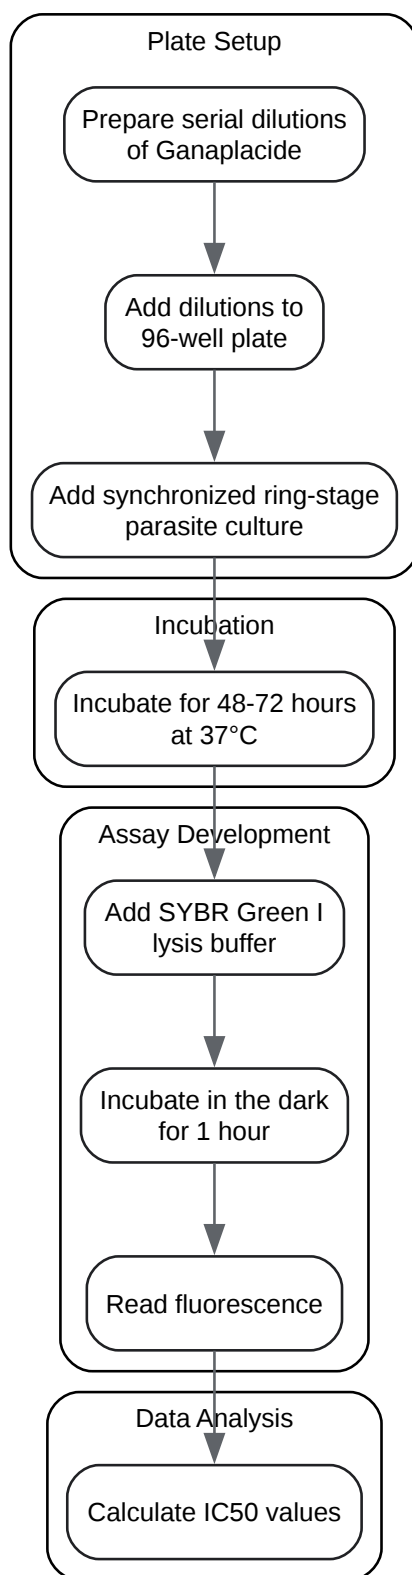 Plate Setup
Prepare serial dilutions
of Ganaplacide
Add dilutions to
96-well plate
Add synchronized ring-stage
parasite culture
Incubation
Incubate for 48-72 hours
at 37°C
Assay Development
Add SYBR Green I
lysis buffer
Incubate in the dark
for 1 hour
Read fluorescence
Data Analysis
Calculate IC50 values